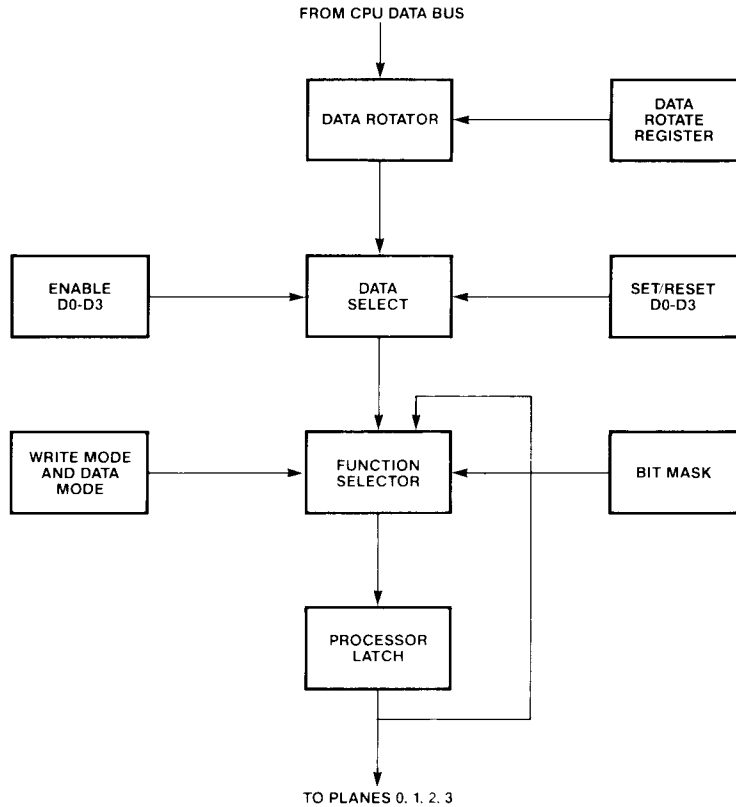 FROM CPU DATA BUS
DATA ROTATOR
DATA
ROTATE
REGISTER
ENABLE
D0-D3
DATA
SELECT
SET/RESET
D0-D3
WRITE MODE
AND DATA
MODE
FUNCTION
SELECTOR
BIT MASK
PROCESSOR
LATCH
TO PLANES 0, 1, 2, 3